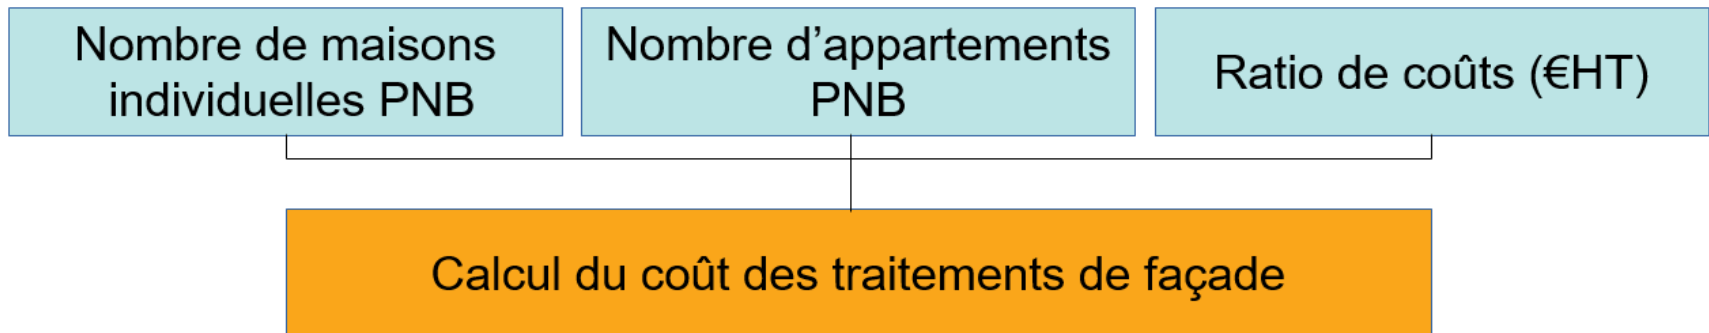 Nombre de maisons
individuelles PNB
Nombre d’appartements
PNB
Ratio de coûts (€HT)
Calcul du coût des traitements de façade